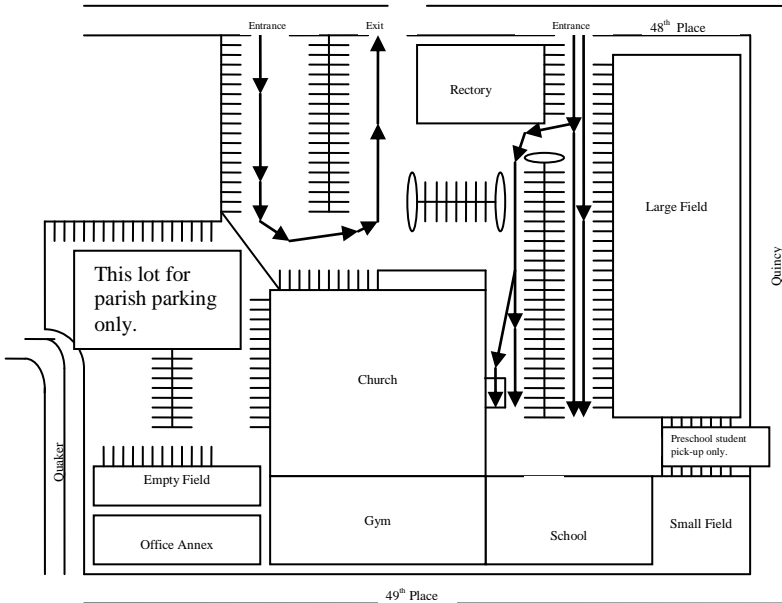 Entrance
Exit
Entrance
48th Place
Rectory
Large Field
Quincy
This lot for
parish parking
only.
Church
Preschool student
pick-up only.
Quaker
Empty Field
Gym
School
Small Field
Office Annex
49th Place